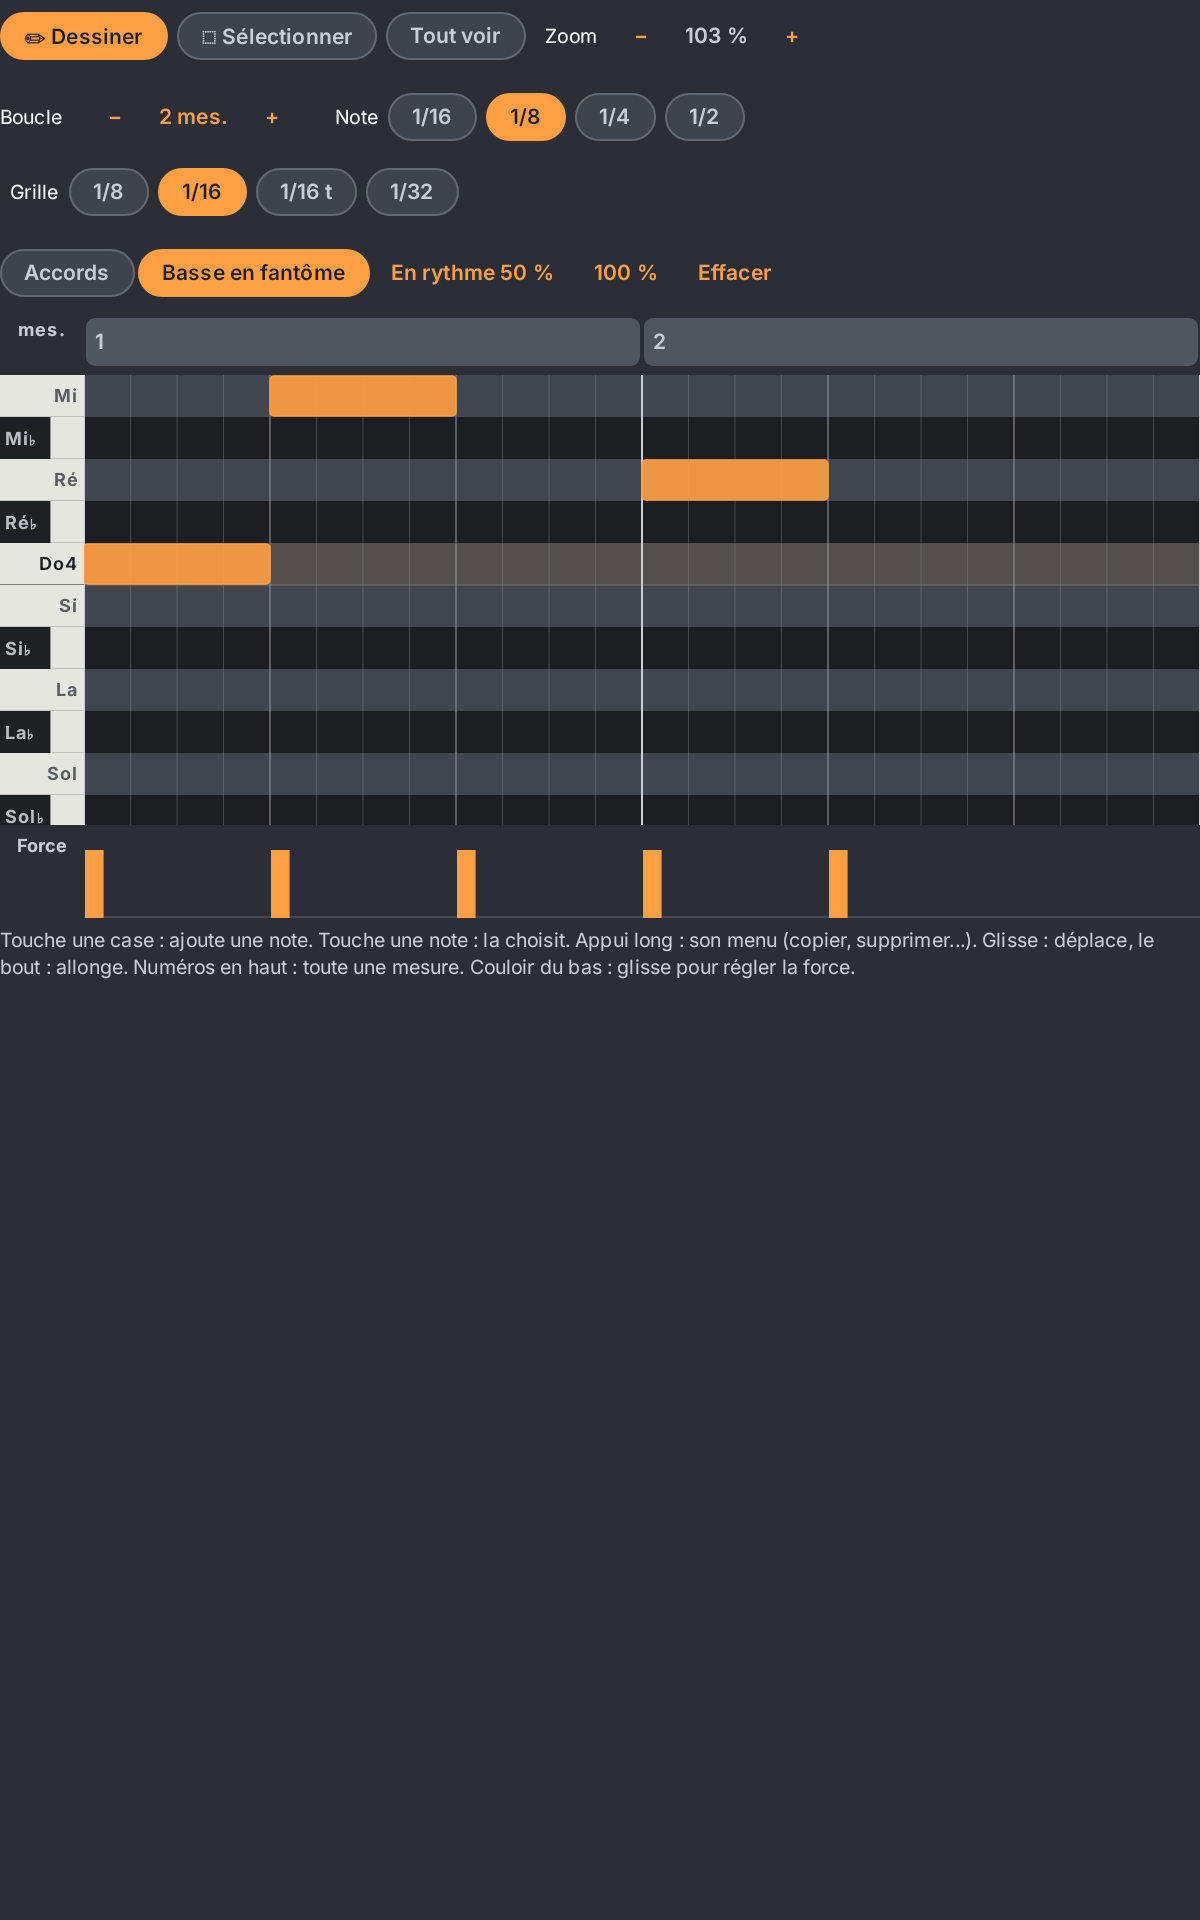 ✏ Dessiner ⬚ Sélectionner Tout voir Zoom – 103 % +
Boucle – 2 mes. + Note 1/16 1/8 1/4 1/2
Grille 1/8 1/16 1/16 t 1/32
Accords Basse en fantôme En rythme 50 % 100 % Effacer
mes. 1 2
Mi
Mi♭
Ré
Ré♭
Do4
Si
Si♭
La
La♭
Sol
Sol♭
Force
Touche une case : ajoute une note. Touche une note : la choisit. Appui long : son menu (copier, supprimer...). Glisse : déplace, le
bout : allonge. Numéros en haut : toute une mesure. Couloir du bas : glisse pour régler la force.